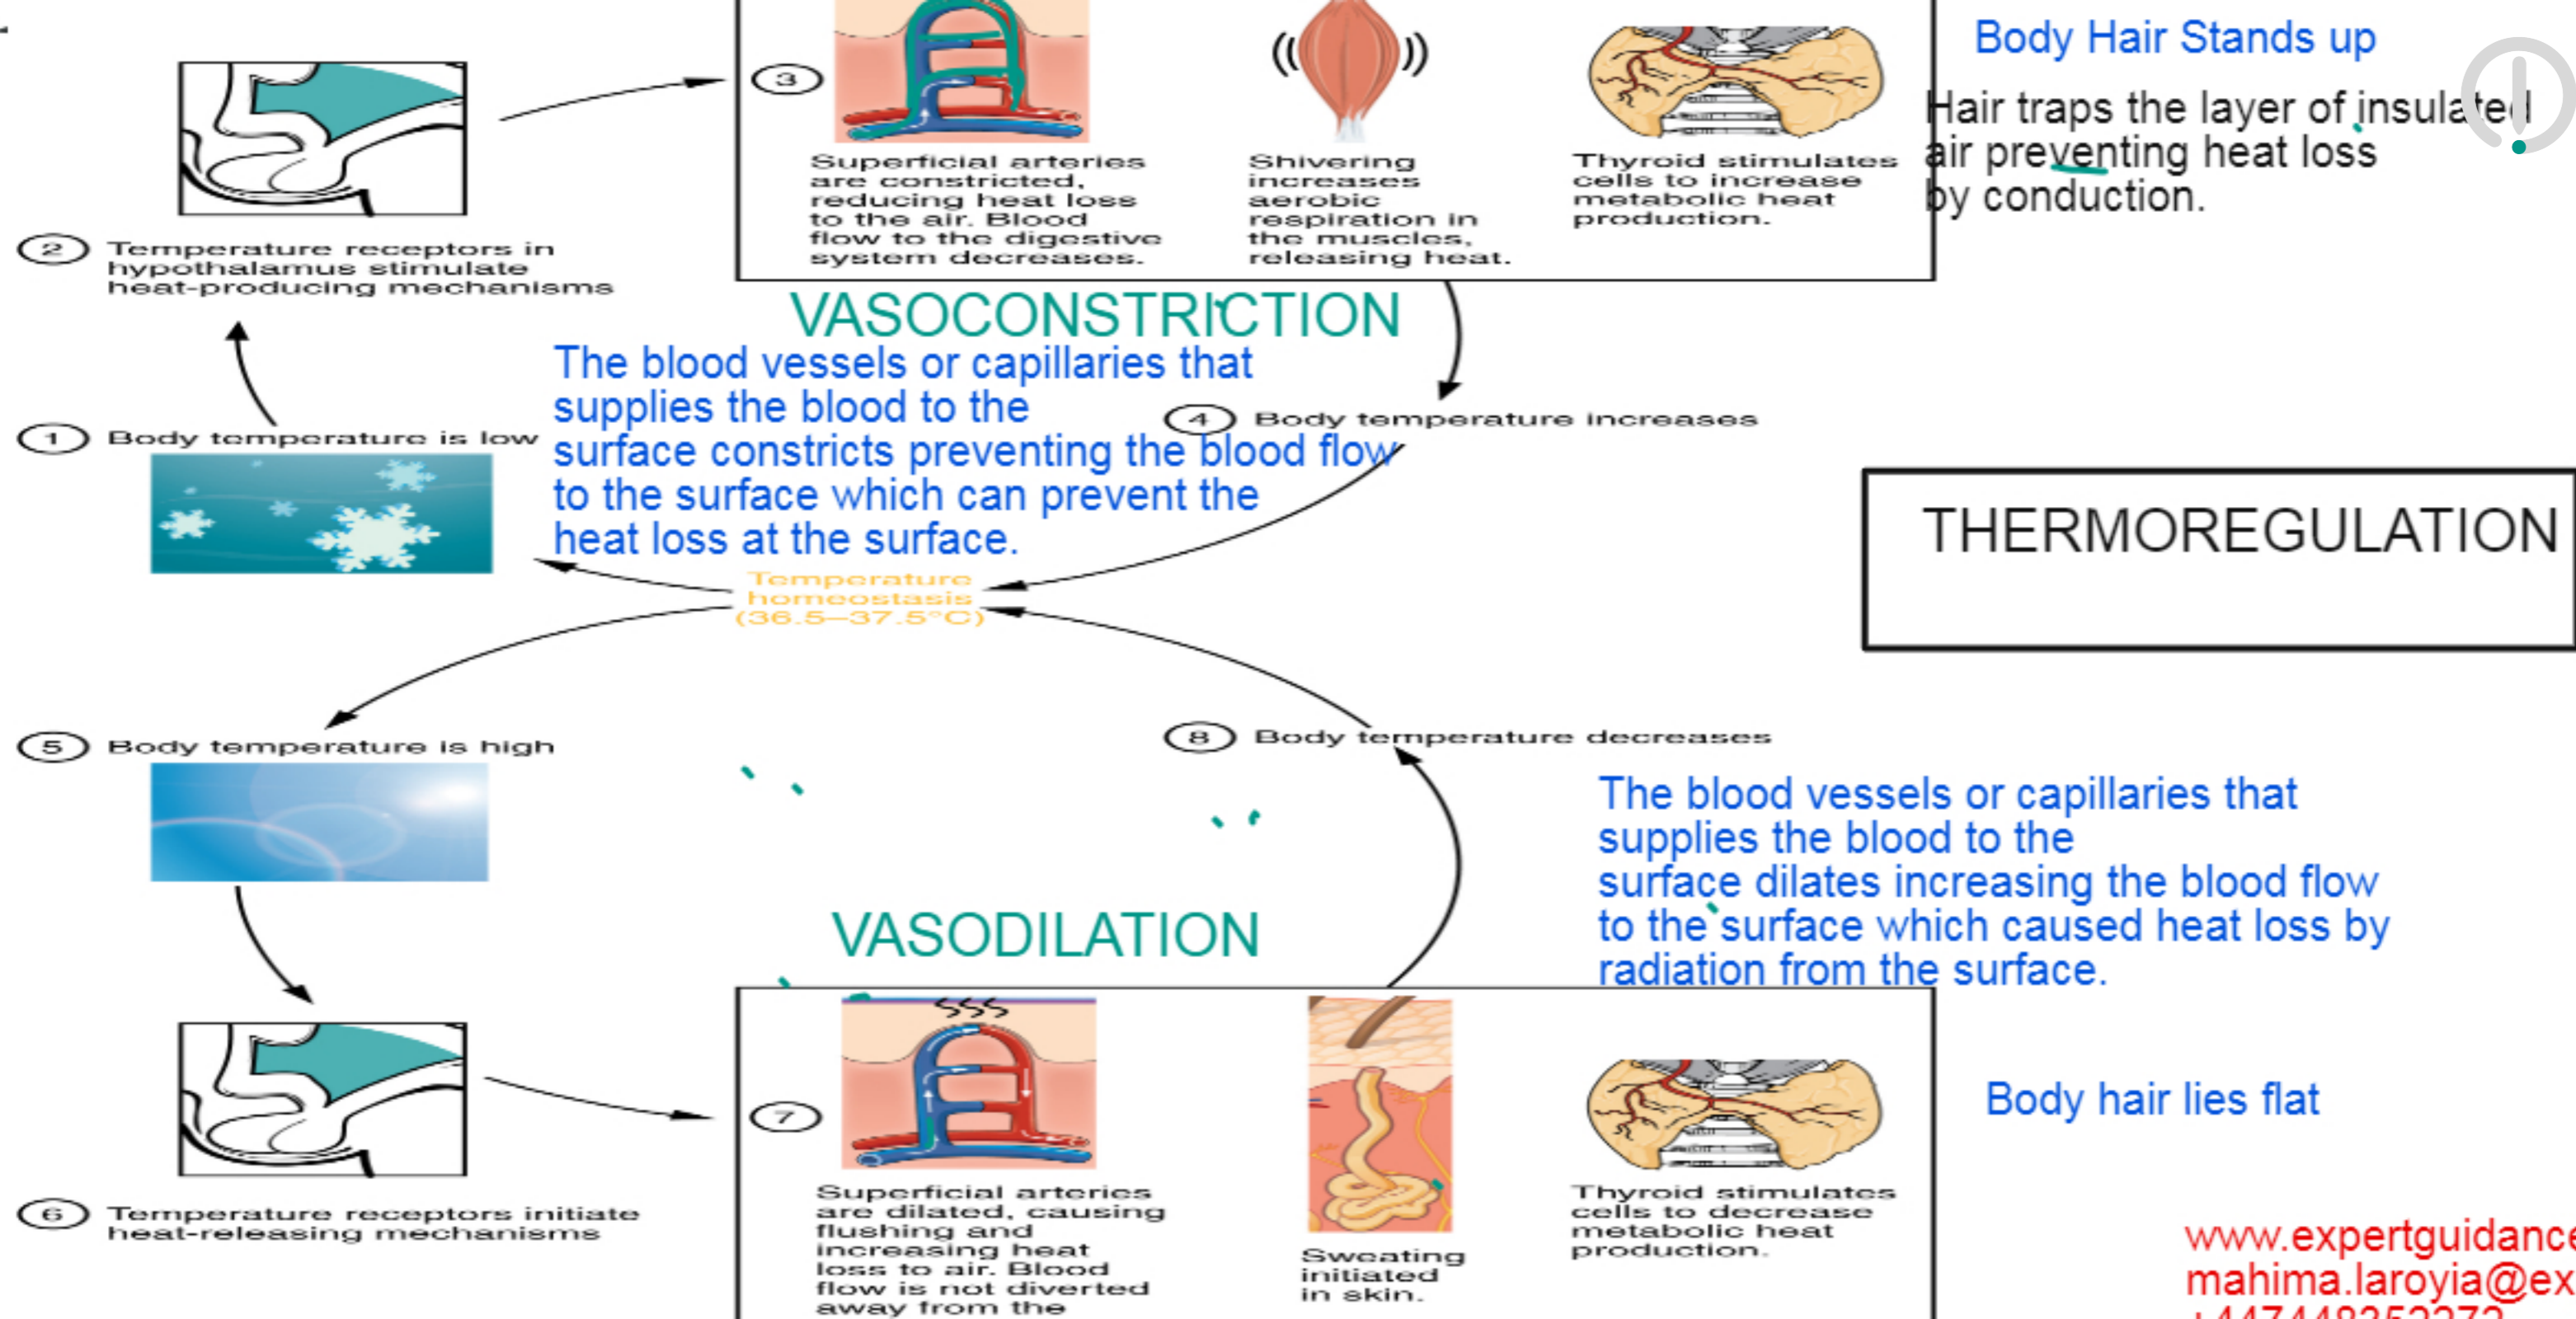 Body Hair Stands up
Hair traps the layer of insulated
air preventing heat loss
by conduction.
3
Superficial arteries
are constricted,
reducing heat loss
to the air. Blood
flow to the digestive
system decreases.
Shivering
increases
aerobic
respiration in
the muscles,
releasing heat.
Thyroid stimulates
cells to increase
metabolic heat
production.
2 Temperature receptors in
hypothalamus stimulate
heat-producing mechanisms
VASOCONSTRICTION
The blood vessels or capillaries that
supplies the blood to the
surface constricts preventing the blood flow
to the surface which can prevent the
heat loss at the surface.
1 Body temperature is low
4 Body temperature increases
THERMOREGULATION
Temperature
homeostasis
(36.5–37.5°C)
5 Body temperature is high
8 Body temperature decreases
The blood vessels or capillaries that
supplies the blood to the
surface dilates increasing the blood flow
to the surface which caused heat loss by
radiation from the surface.
VASODILATION
Body hair lies flat
7
6 Temperature receptors initiate
heat-releasing mechanisms
Superficial arteries
are dilated, causing
flushing and
increasing heat
loss to air. Blood
flow is not diverted
away from the
Sweating
initiated
in skin.
Thyroid stimulates
cells to decrease
metabolic heat
production.
www.expertguidance
mahima.laroyia@ex